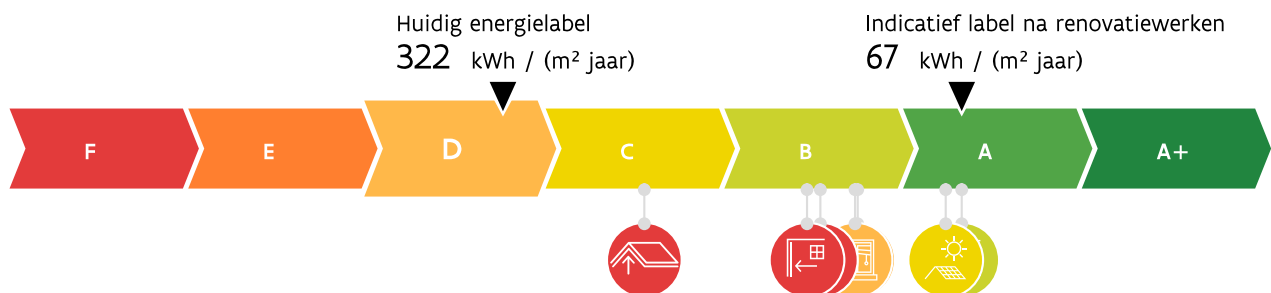 Huidig energielabel
322 kWh / (m² jaar)
Indicatief label na renovatiewerken
67 kWh / (m² jaar)
F E D C B A A+